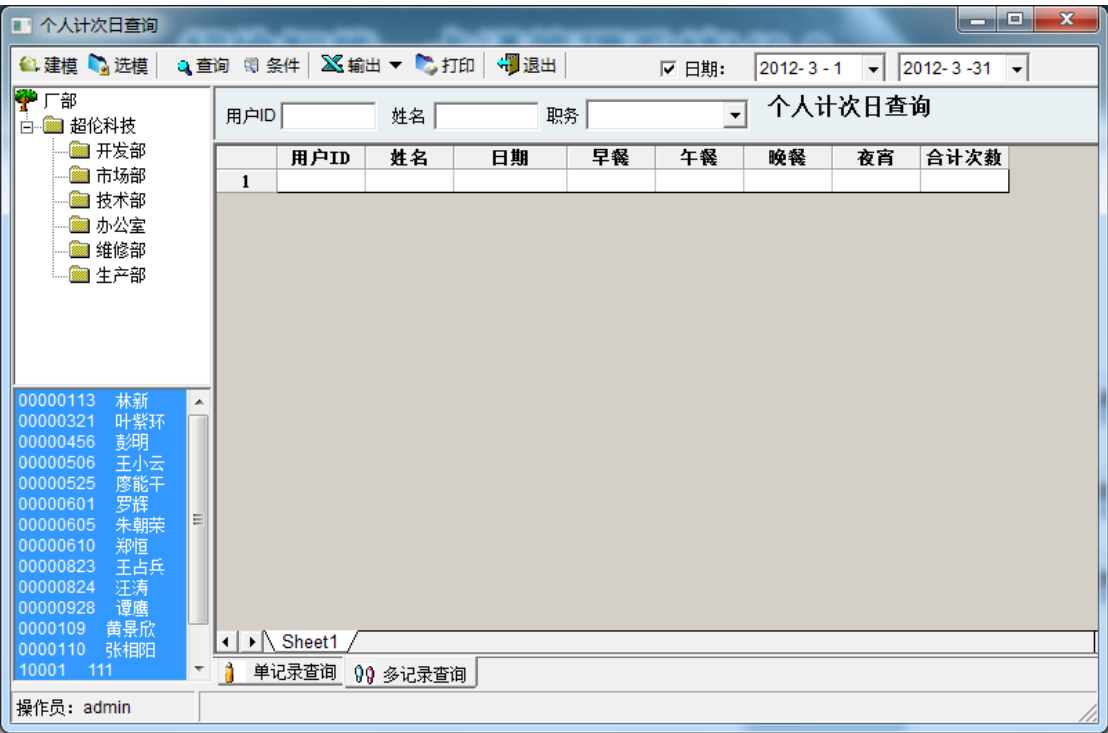 个人计次日查询
建模 选模 查询 条件 输出 打印 退出 日期: 2012- 3 - 1 2012- 3 -31
厂部
超伦科技
开发部
市场部
技术部
办公室
维修部
生产部
用户ID 姓名 职务 个人计次日查询
用户ID 姓名 日期 早餐 午餐 晚餐 夜宵 合计次数
1
00000113 林新
00000321 叶紫环
00000456 彭明
00000506 王小云
00000525 廖能干
00000601 罗辉
00000605 朱朝荣
00000610 郑恒
00000823 王占兵
00000824 汪涛
00000928 谭鹰
0000109 黄景欣
0000110 张相阳
10001 111
Sheet1
单记录查询 多记录查询
操作员: admin